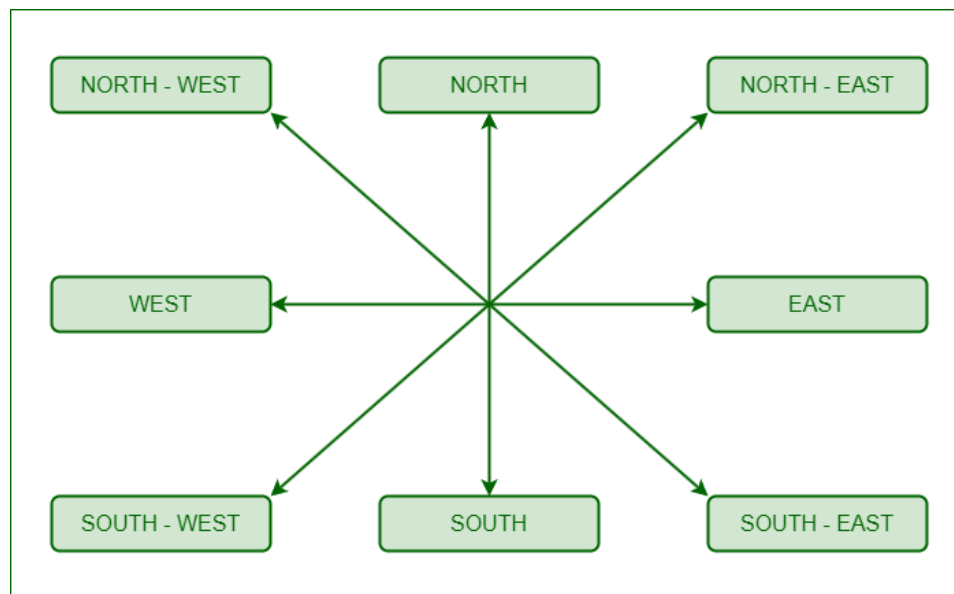 NORTH - WEST
NORTH
NORTH - EAST
WEST
EAST
SOUTH - WEST
SOUTH
SOUTH - EAST